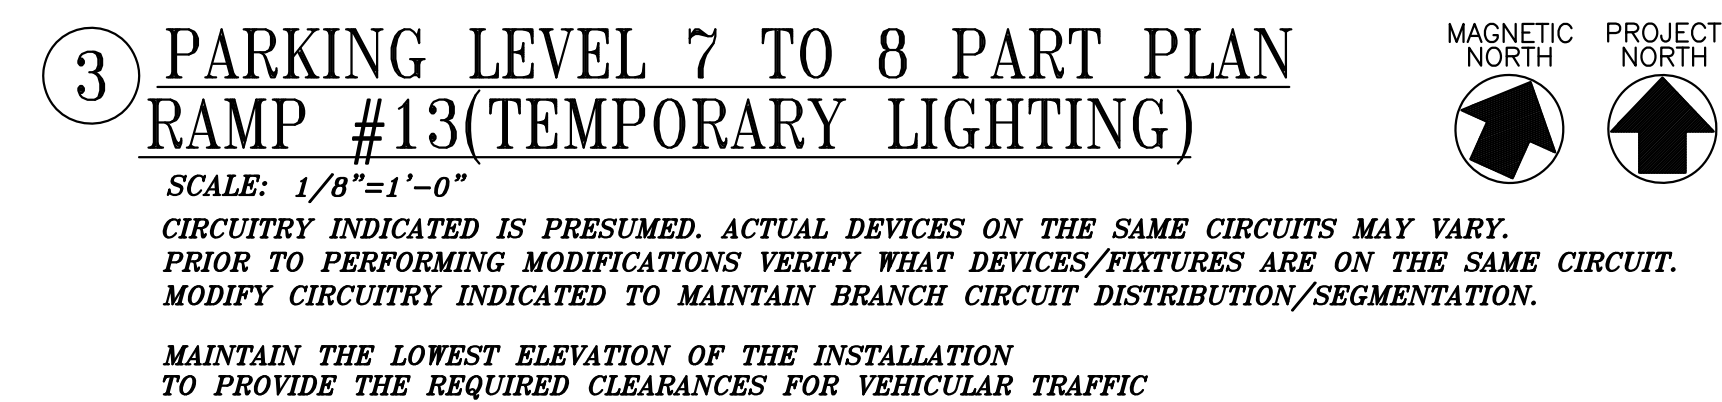 3
PARKING LEVEL 7 TO 8 PART PLAN
RAMP #13(TEMPORARY LIGHTING)
SCALE: 1/8"=1'-0"
CIRCUITRY INDICATED IS PRESUMED. ACTUAL DEVICES ON THE SAME CIRCUITS MAY VARY.
PRIOR TO PERFORMING MODIFICATIONS VERIFY WHAT DEVICES/FIXTURES ARE ON THE SAME CIRCUIT.
MODIFY CIRCUITRY INDICATED TO MAINTAIN BRANCH CIRCUIT DISTRIBUTION/SEGMENTATION.
MAINTAIN THE LOWEST ELEVATION OF THE INSTALLATION
TO PROVIDE THE REQUIRED CLEARANCES FOR VEHICULAR TRAFFIC
MAGNETIC
NORTH
PROJECT
NORTH